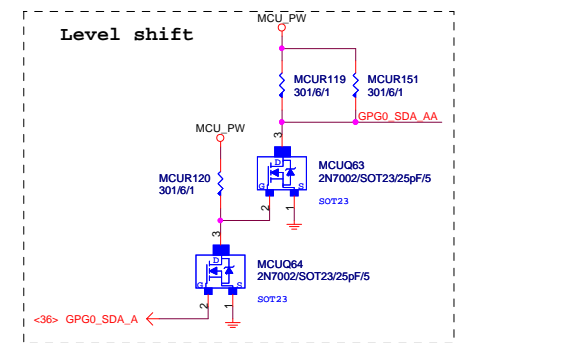 Level shift
MCU_PW
MCUR119
301/6/1
MCUR151
301/6/1
GPG0_SDA_AA
3
MCU_PW
D
G
S
MCUQ63
2N7002/SOT23/25pF/5
SOT23
MCUR120
301/6/1
2
1
3
D
G
S
MCUQ64
2N7002/SOT23/25pF/5
SOT23
2
1
<36> GPG0_SDA_A